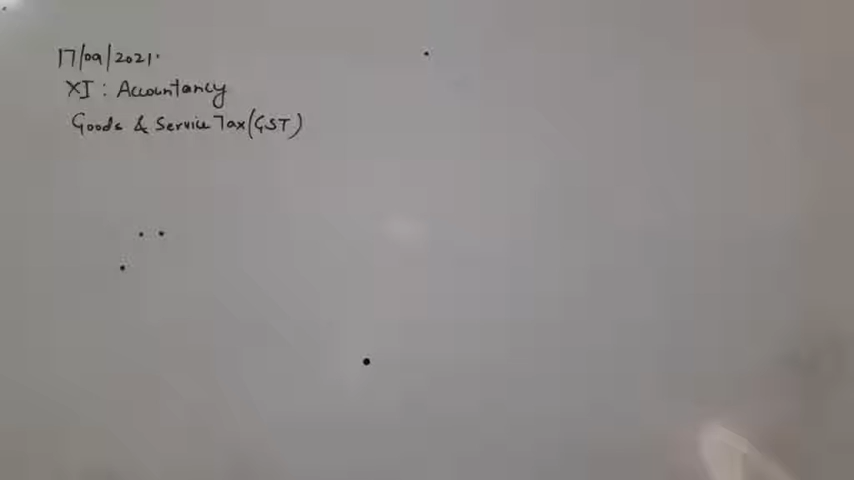 17/09/2021.
XI : Accountancy
Goods & Service Tax (GST)